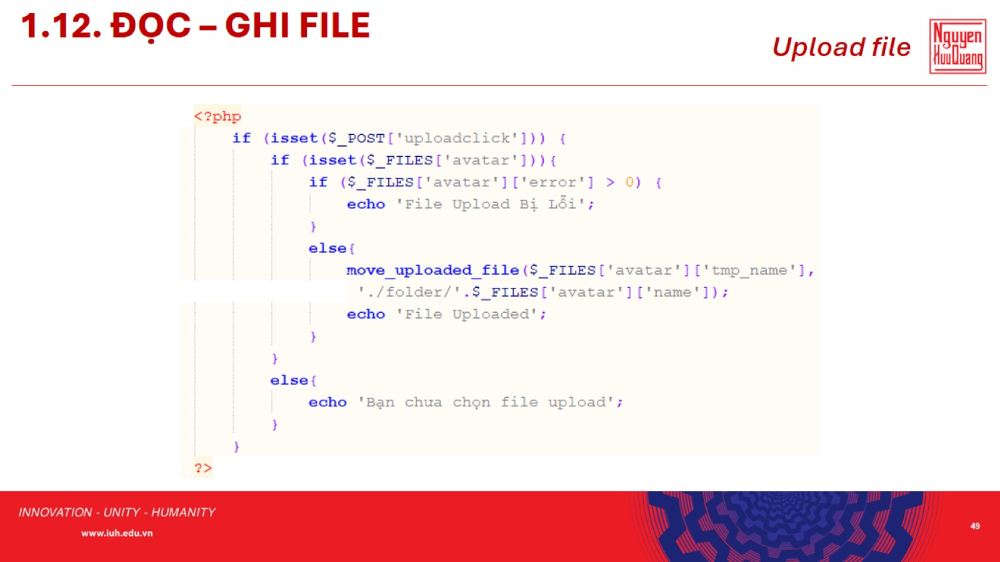 1.12. ĐỌC – GHI FILE
Upload file
Nguyen
HuuQuang
<?php
if (isset($_POST['uploadclick'])) {
if (isset($_FILES['avatar'])){
if ($_FILES['avatar']['error'] > 0) {
echo 'File Upload Bị Lỗi';
}
else{
move_uploaded_file($_FILES['avatar']['tmp_name'],
'./folder/'.$_FILES['avatar']['name']);
echo 'File Uploaded';
}
}
else{
echo 'Bạn chưa chọn file upload';
}
}
?>
INNOVATION - UNITY - HUMANITY
www.iuh.edu.vn
49